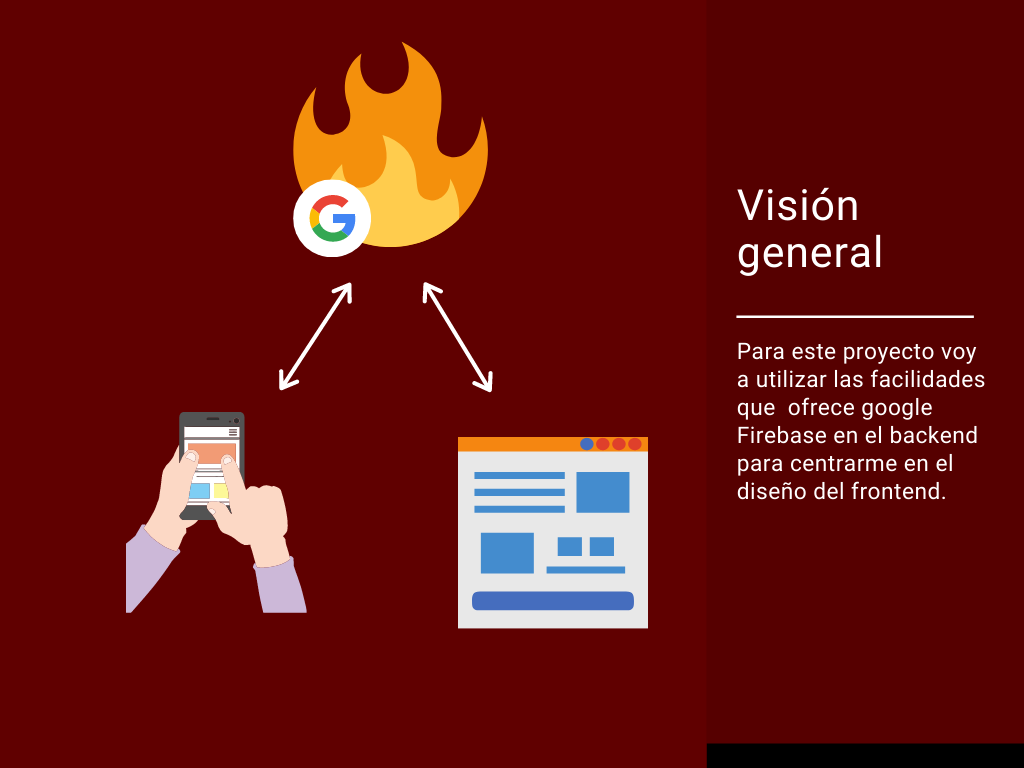 Visión
general
Para este proyecto voy
a utilizar las facilidades
que  ofrece google
Firebase en el backend
para centrarme en el
diseño del frontend.